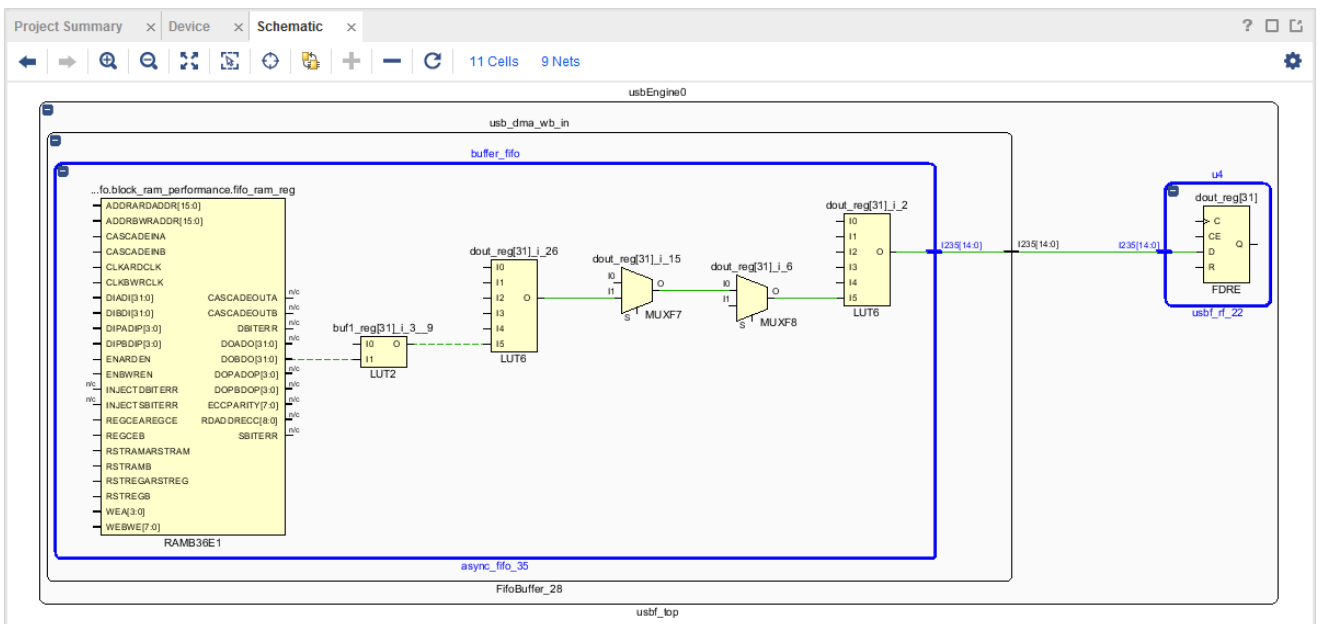 Project Summary × Device × Schematic ×
?
11 Cells 9 Nets
usbEngine0
usb_dma_wb_in
buffer_fifo
u4
...fo.block_ram_performance.fifo_ram_reg
dout_reg[31]
dout_reg[31]_i_2
ADDRARDADDR[15:0]
ADDRBWRADDR[15:0]
CASCADEINA
CASCADEINB
CLKARDCLK
CLKBWRCLK
DIADI[31:0]
DIBDI[31:0]
DIPADIP[3:0]
DIPBDIP[3:0]
ENARDEN
ENBWREN
n/c INJECTDBITERR
n/c INJECTSBITERR
REGCEAREGCE
REGCEB
RSTRAMARSTRAM
RSTRAMB
RSTREGARSTREG
RSTREGB
WEA[3:0]
WEBWE[7:0]
CASCADEOUTA n/c
CASCADEOUTB n/c
DBITERR n/c
DOADO[31:0] n/c
DOBDO[31:0]
DOPADOP[3:0] n/c
DOPBDOP[3:0] n/c
ECCPARITY[7:0] n/c
RDADDRECC[8:0] n/c
SBITERR n/c
RAMB36E1
buf1_reg[31]_i_3__9
I0 O
I1
LUT2
dout_reg[31]_i_26
I0
I1
I2 O
I3
I4
I5
LUT6
dout_reg[31]_i_15
I0
I1
O
S
MUXF7
dout_reg[31]_i_6
I0
I1
O
S
MUXF8
I0
I1
I2 O
I3
I4
I5
LUT6
I235[14:0]
I235[14:0]
I235[14:0]
C
CE
D
R
Q
FDRE
usbf_rf_22
async_fifo_35
FifoBuffer_28
usbf_top